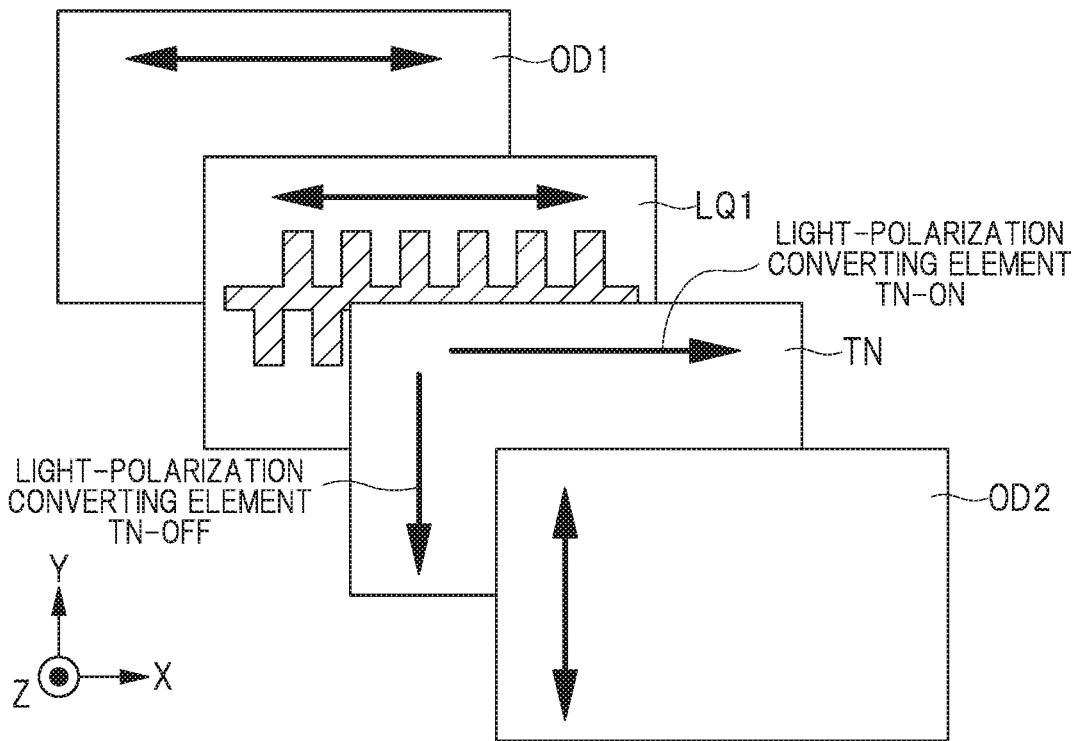 OD1
LQ1
LIGHT-POLARIZATION
CONVERTING ELEMENT
TN-ON
TN
LIGHT-POLARIZATION
CONVERTING ELEMENT
TN-OFF
OD2
Y
Z
X